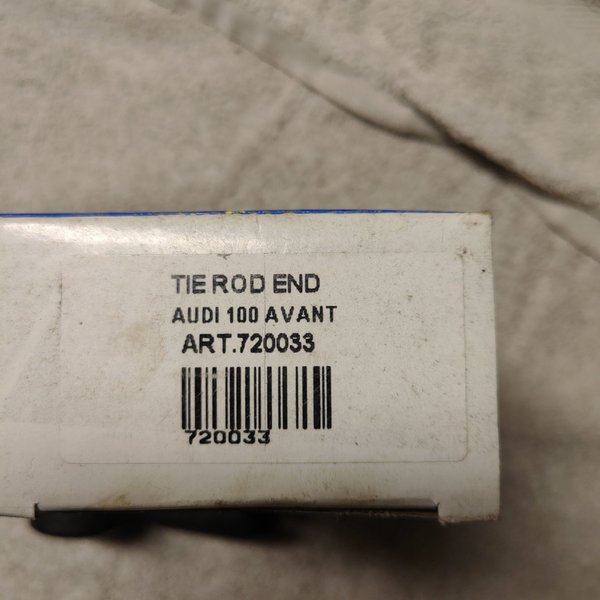 TIE ROD END
AUDI 100 AVANT
ART.720033
720033